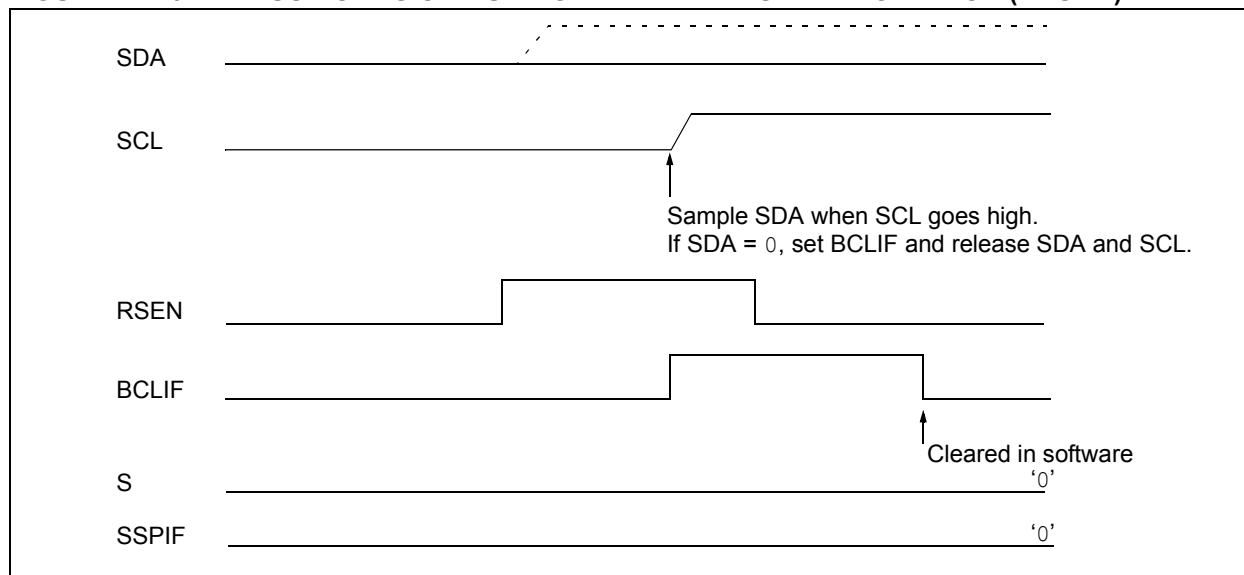 SDA
SCL
Sample SDA when SCL goes high.
If SDA = 0, set BCLIF and release SDA and SCL.
RSEN
BCLIF
Cleared in software
S
‘0’
SSPIF
‘0’